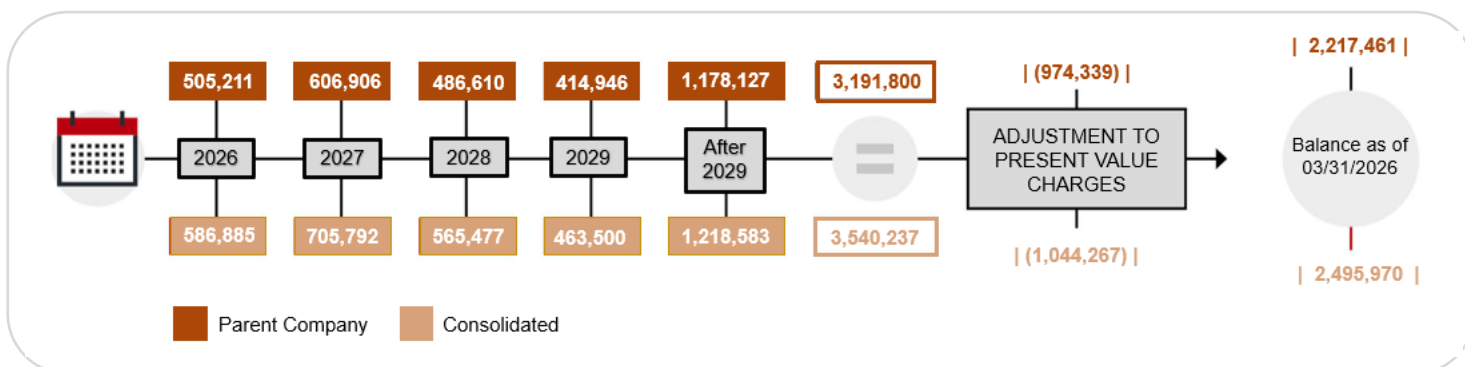 | 2,217,461 |
505,211 606,906 486,610 414,946 1,178,127 3,191,800 | (974,339) |
2026 2027 2028 2029 After 2029 ADJUSTMENT TO PRESENT VALUE CHARGES Balance as of 03/31/2026
586,885 705,792 565,477 463,500 1,218,583 3,540,237 | (1,044,267) |
| 2,495,970 |
Parent Company Consolidated